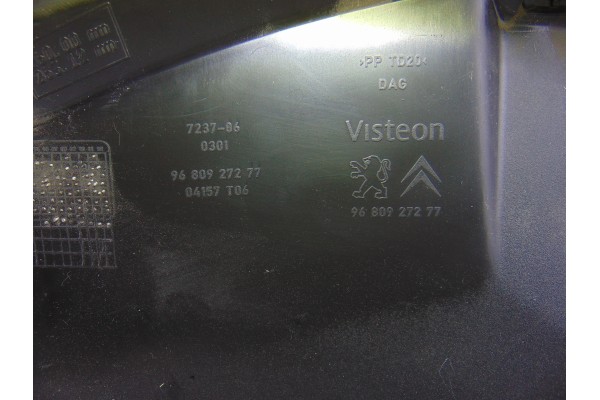 >PP TD20<
DAG
7237-86
0301
96 809 272 77
04157 T06
Visteon
96 809 272 77